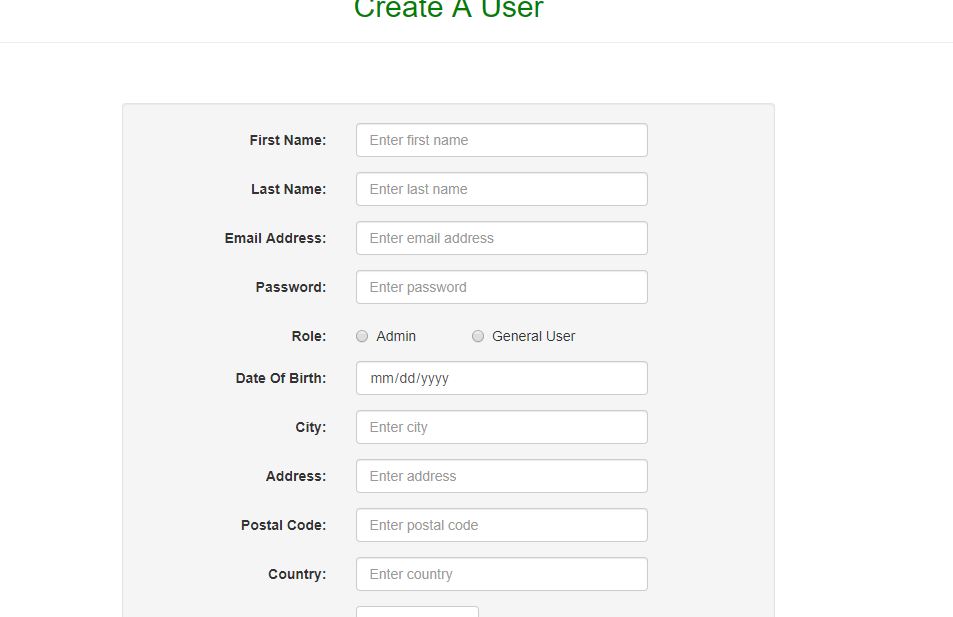 Create A User
First Name: Enter first name
Last Name: Enter last name
Email Address: Enter email address
Password: Enter password
Role: Admin General User
Date Of Birth: mm/dd/yyyy
City: Enter city
Address: Enter address
Postal Code: Enter postal code
Country: Enter country